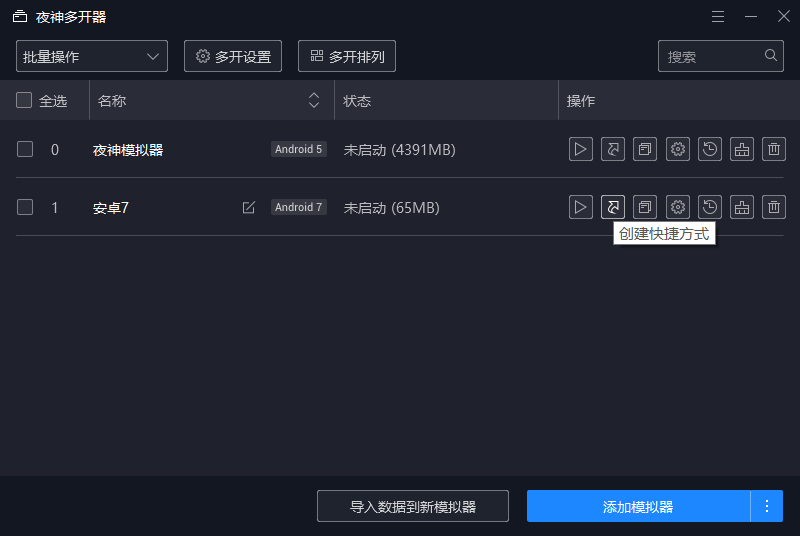 夜神多开器
批量操作 多开设置 多开排列 搜索
全选 名称 状态 操作
0 夜神模拟器 Android 5 未启动 (4391MB)
1 安卓7 Android 7 未启动 (65MB)
创建快捷方式
导入数据到新模拟器 添加模拟器